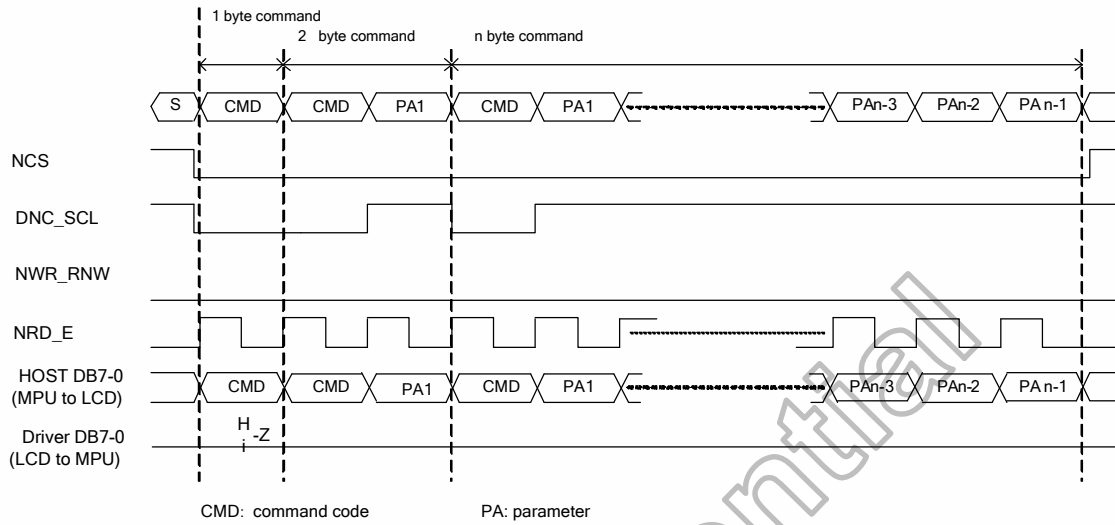 1 byte command
2 byte command
n byte command
S CMD CMD PA1 CMD PA1 PAn-3 PAn-2 PA n-1
NCS
DNC_SCL
NWR_RNW
NRD_E
HOST DB7-0
(MPU to LCD)
CMD CMD PA1 CMD PA1 PAn-3 PAn-2 PA n-1
Driver DB7-0
(LCD to MPU)
Hi-Z
CMD: command code
PA: parameter
ential